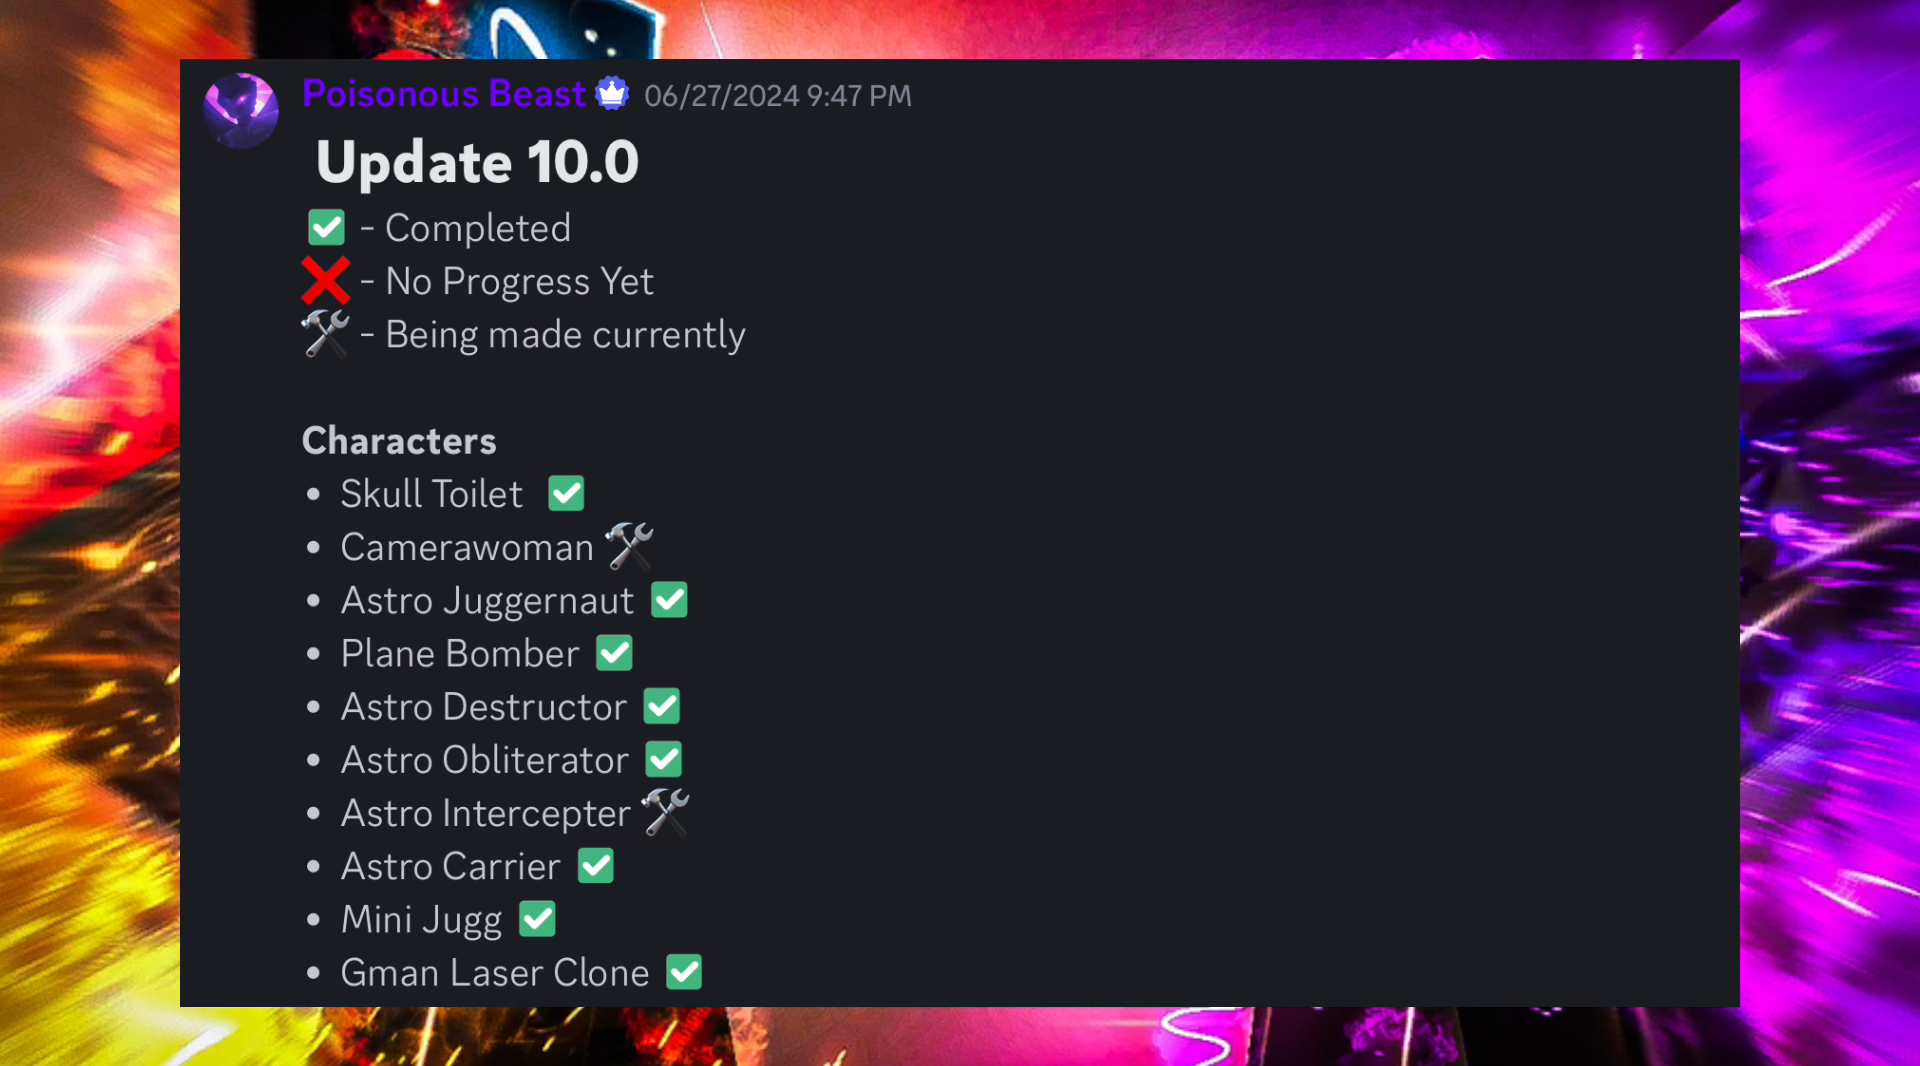 Poisonous Beast 06/27/2024 9:47 PM
Update 10.0
✅ - Completed
❌ - No Progress Yet
🛠️ - Being made currently
Characters
• Skull Toilet ✅
• Camerawoman 🛠️
• Astro Juggernaut ✅
• Plane Bomber ✅
• Astro Destructor ✅
• Astro Obliterator ✅
• Astro Intercepter 🛠️
• Astro Carrier ✅
• Mini Jugg ✅
• Gman Laser Clone ✅